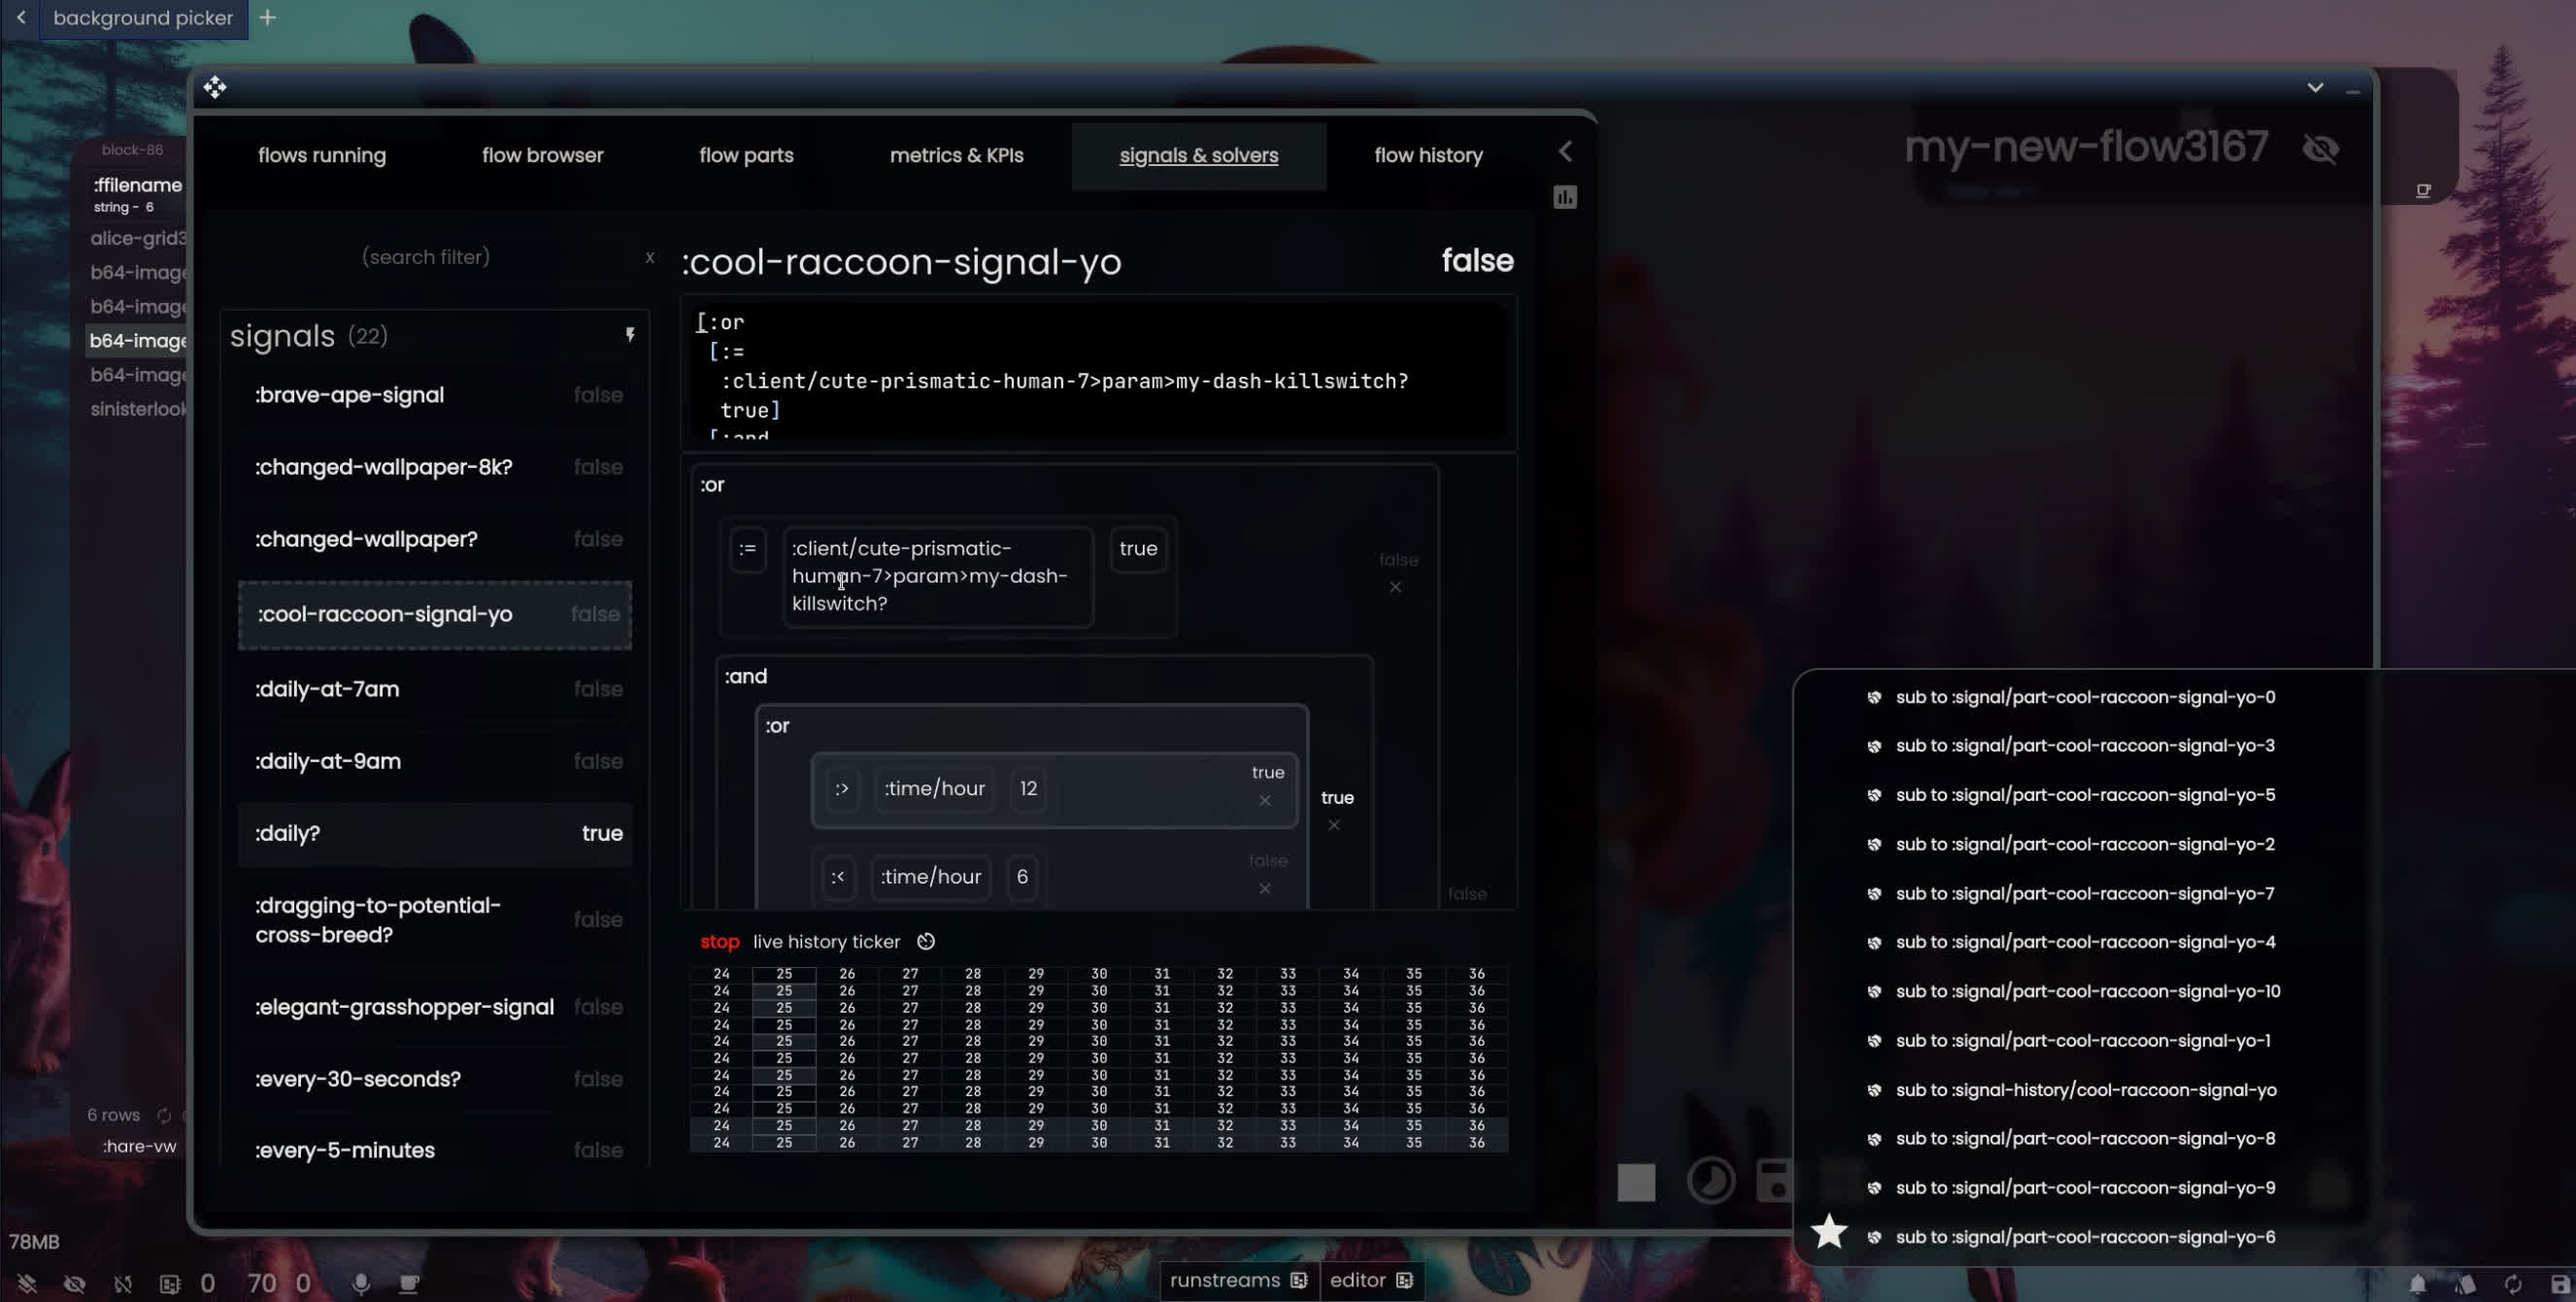 background picker +
block-86
:ffilename
string - 6
alice-grid3
b64-image
b64-image
b64-image
b64-image
sinisterlook
6 rows
:hare-vw
78MB
0 70 0
flows running
flow browser
flow parts
metrics & KPIs
signals & solvers
flow history
my-new-flow3167
(search filter) x
signals (22)
:brave-ape-signal false
:changed-wallpaper-8k? false
:changed-wallpaper? false
:cool-raccoon-signal-yo false
:daily-at-7am false
:daily-at-9am false
:daily? true
:dragging-to-potential-
cross-breed? false
:elegant-grasshopper-signal false
:every-30-seconds? false
:every-5-minutes false
:cool-raccoon-signal-yo false
[:or
[:=
:client/cute-prismatic-human-7>param>my-dash-killswitch?
true]
[:and
:or
:= :client/cute-prismatic- true
human-7>param>my-dash-
killswitch?
false
×
:and
:or
:> :time/hour 12 true
×
true
×
:< :time/hour 6 false
×
false
stop live history ticker
24 25 26 27 28 29 30 31 32 33 34 35 36
24 25 26 27 28 29 30 31 32 33 34 35 36
24 25 26 27 28 29 30 31 32 33 34 35 36
24 25 26 27 28 29 30 31 32 33 34 35 36
24 25 26 27 28 29 30 31 32 33 34 35 36
24 25 26 27 28 29 30 31 32 33 34 35 36
24 25 26 27 28 29 30 31 32 33 34 35 36
24 25 26 27 28 29 30 31 32 33 34 35 36
24 25 26 27 28 29 30 31 32 33 34 35 36
24 25 26 27 28 29 30 31 32 33 34 35 36
24 25 26 27 28 29 30 31 32 33 34 35 36
sub to :signal/part-cool-raccoon-signal-yo-0
sub to :signal/part-cool-raccoon-signal-yo-3
sub to :signal/part-cool-raccoon-signal-yo-5
sub to :signal/part-cool-raccoon-signal-yo-2
sub to :signal/part-cool-raccoon-signal-yo-7
sub to :signal/part-cool-raccoon-signal-yo-4
sub to :signal/part-cool-raccoon-signal-yo-10
sub to :signal/part-cool-raccoon-signal-yo-1
sub to :signal-history/cool-raccoon-signal-yo
sub to :signal/part-cool-raccoon-signal-yo-8
sub to :signal/part-cool-raccoon-signal-yo-9
sub to :signal/part-cool-raccoon-signal-yo-6
runstreams
editor